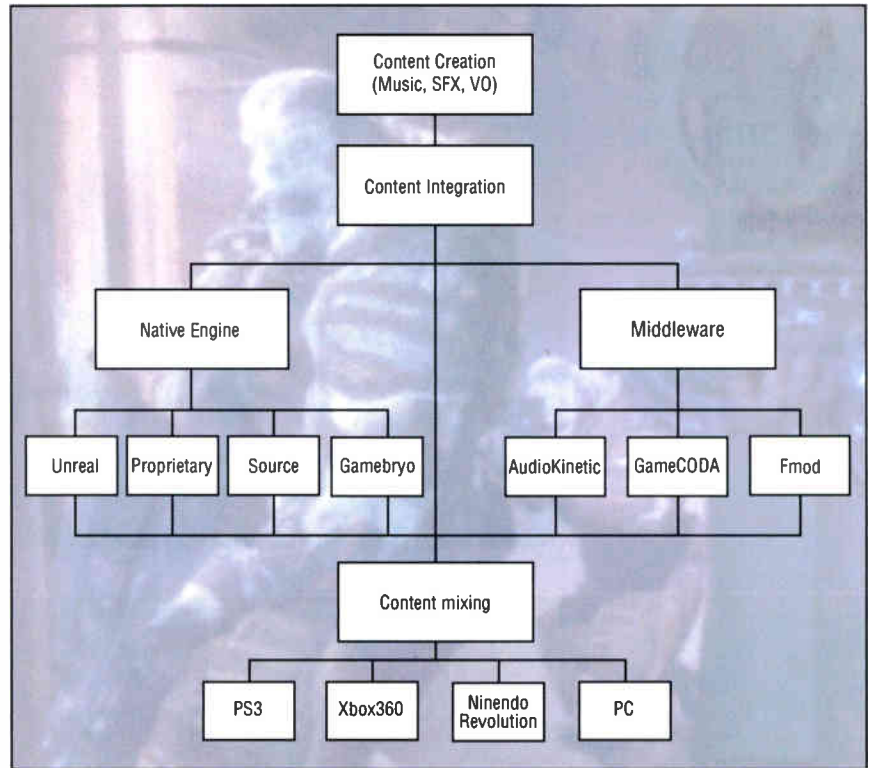 Content Creation
(Music, SFX, VO)
Content Integration
Native Engine
Middleware
Unreal
Proprietary
Source
Gamebryo
AudioKinetic
GameCODA
Fmod
Content mixing
PS3
Xbox360
Ninendo
Revolution
PC